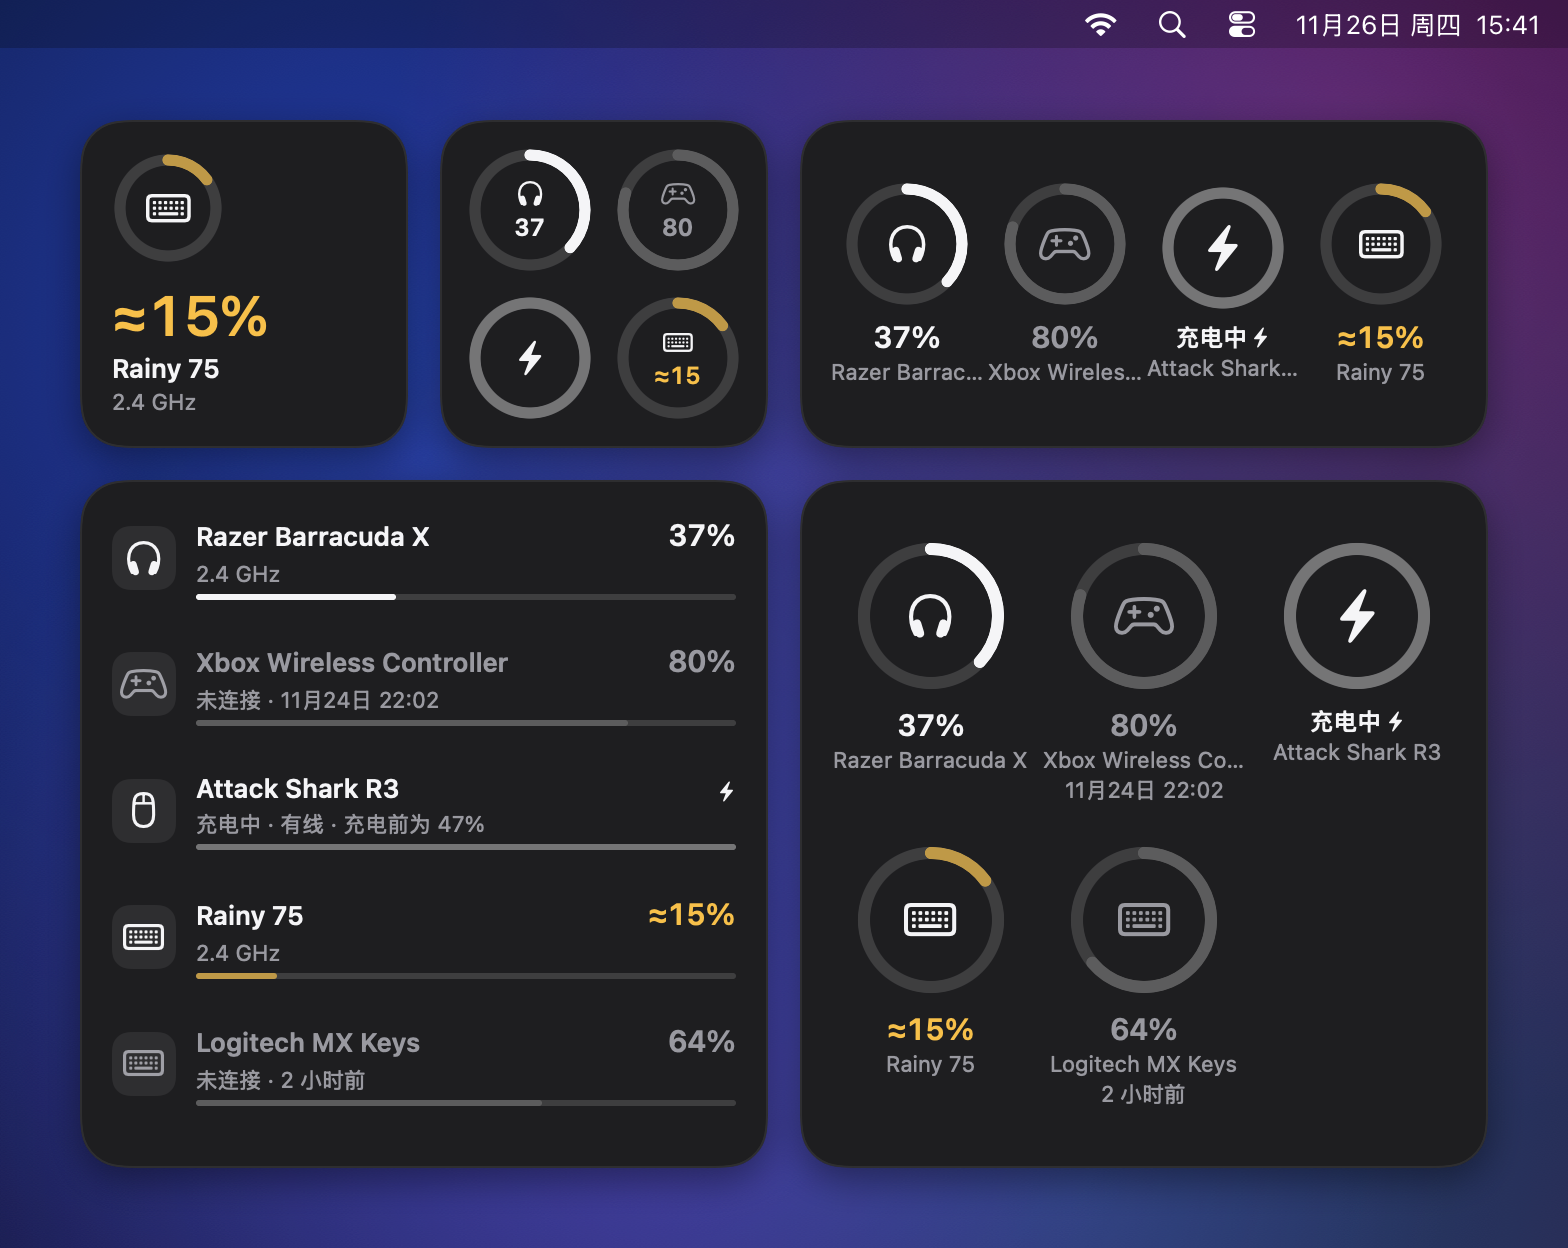 11月26日 周四 15:41
≈15%
Rainy 75
2.4 GHz
37
80
≈15
37%
Razer Barrac...
80%
Xbox Wireles...
充电中
Attack Shark...
≈15%
Rainy 75
Razer Barracuda X 37%
2.4 GHz
Xbox Wireless Controller 80%
未连接 · 11月24日 22:02
Attack Shark R3
充电中 · 有线 · 充电前为 47%
Rainy 75 ≈15%
2.4 GHz
Logitech MX Keys 64%
未连接 · 2 小时前
37%
Razer Barracuda X
80%
Xbox Wireless Co...
11月24日 22:02
充电中
Attack Shark R3
≈15%
Rainy 75
64%
Logitech MX Keys
2 小时前